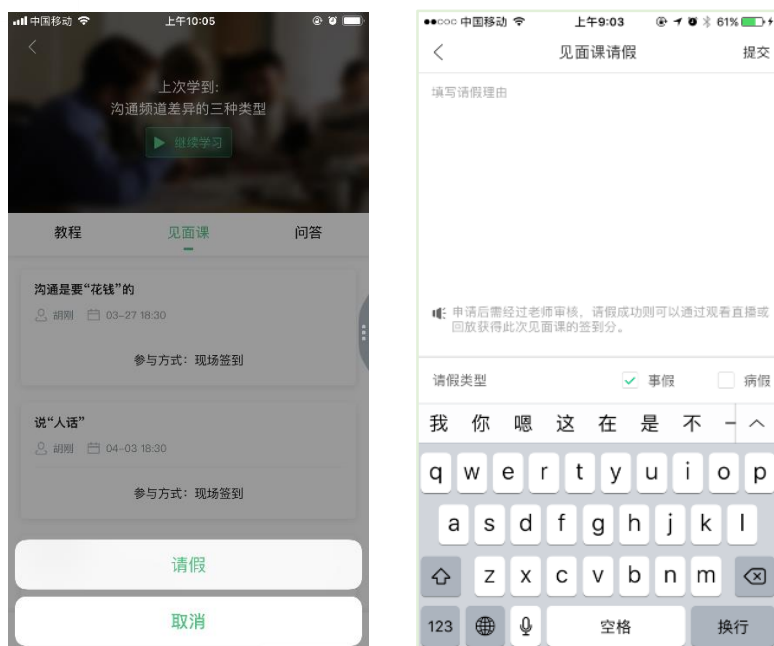 中国移动
上午10:05
上次学到:
沟通频道差异的三种类型
继续学习
教程
见面课
问答
沟通是要“花钱”的
胡刚
03-27 18:30
参与方式：现场签到
说“人话”
胡刚
04-03 18:30
参与方式：现场签到
请假
取消
中国移动
上午9:03
61%
见面课请假
提交
填写请假理由
申请后需经过老师审核，请假成功则可以通过观看直播或
回放获得此次见面课的签到分。
请假类型
事假
病假
我 你 嗯 这 在 是 不 一
q w e r t y u i o p
a s d f g h j k l
z x c v b n m
123
空格
换行